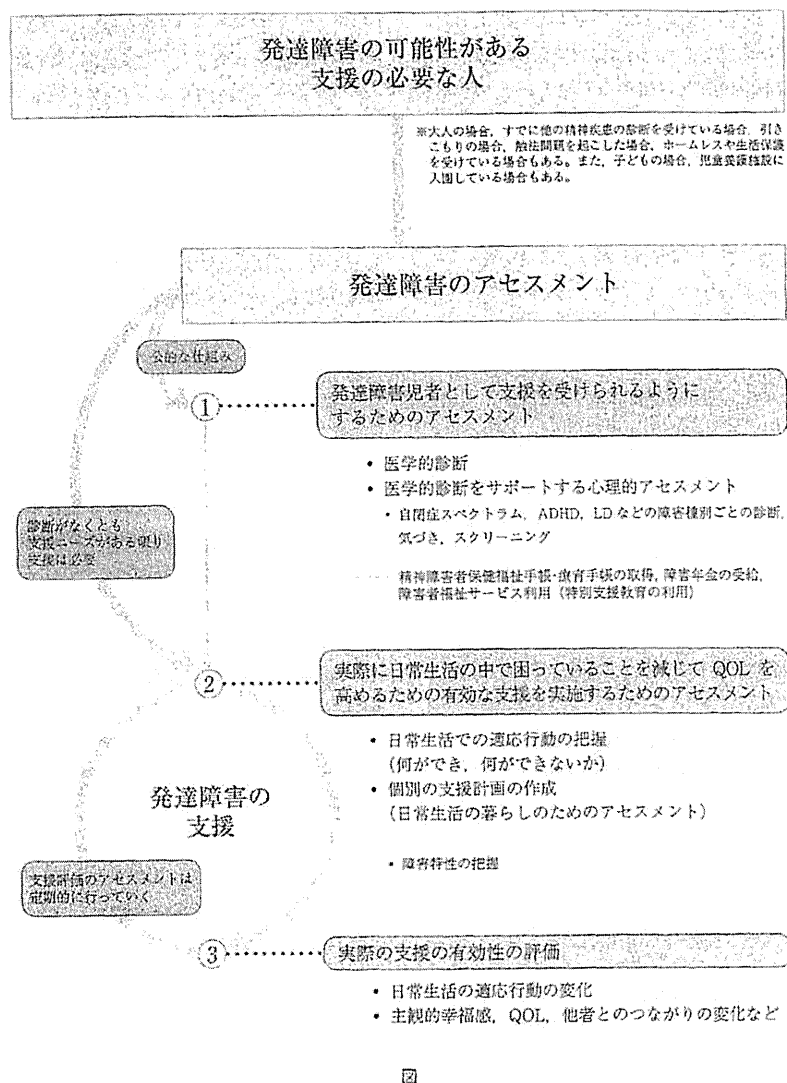 発達障害の可能性がある
支援の必要な人
※大人の場合，すでに他の精神疾患の診断を受けている場合，引き
こもりの場合，触法問題を起こした場合，ホームレスや生活保護
を受けている場合もある。また，子どもの場合，児童養護施設に
入園している場合もある。
発達障害のアセスメント
公的な仕組み
①
発達障害児者として支援を受けられるように
するためのアセスメント
• 医学的診断
• 医学的診断をサポートする心理的アセスメント
• 自閉症スペクトラム，ADHD，LDなどの障害種別ごとの診断，
気づき，スクリーニング
診断がなくとも
支援ニーズがある限り
支援は必要
精神障害者保健福祉手帳・療育手帳の取得，障害年金の受給，
障害者福祉サービス利用（特別支援教育の利用）
②
実際に日常生活の中で困っていることを減じて QOL を
高めるための有効な支援を実施するためのアセスメント
• 日常生活での適応行動の把握
（何ができ，何ができないか）
• 個別の支援計画の作成
（日常生活の暮らしのためのアセスメント）
• 障害特性の把握
発達障害の
支援
支援評価のアセスメントは
定期的に行っていく
③
実際の支援の有効性の評価
• 日常生活の適応行動の変化
• 主観的幸福感，QOL，他者とのつながりの変化など
図